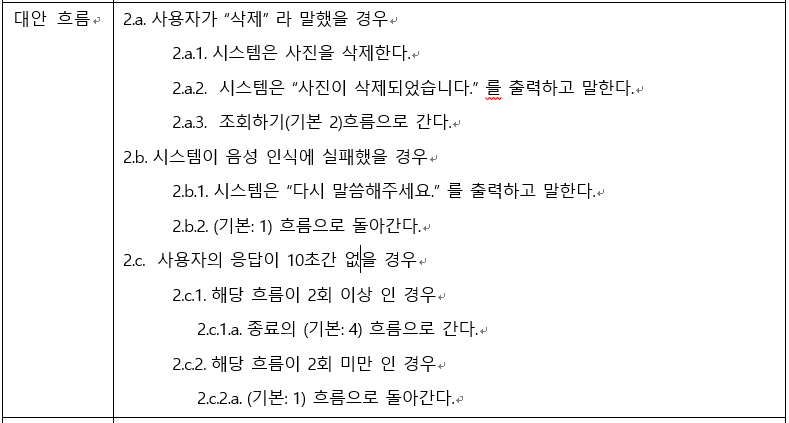 대안 흐름
2.a. 사용자가 “삭제” 라 말했을 경우
2.a.1. 시스템은 사진을 삭제한다.
2.a.2. 시스템은 “사진이 삭제되었습니다.” 를 출력하고 말한다.
2.a.3. 조회하기(기본 2)흐름으로 간다.
2.b. 시스템이 음성 인식에 실패했을 경우
2.b.1. 시스템은 “다시 말씀해주세요.” 를 출력하고 말한다.
2.b.2. (기본: 1) 흐름으로 돌아간다.
2.c. 사용자의 응답이 10초간 없을 경우
2.c.1. 해당 흐름이 2회 이상 인 경우
2.c.1.a. 종료의 (기본: 4) 흐름으로 간다.
2.c.2. 해당 흐름이 2회 미만 인 경우
2.c.2.a. (기본: 1) 흐름으로 돌아간다.